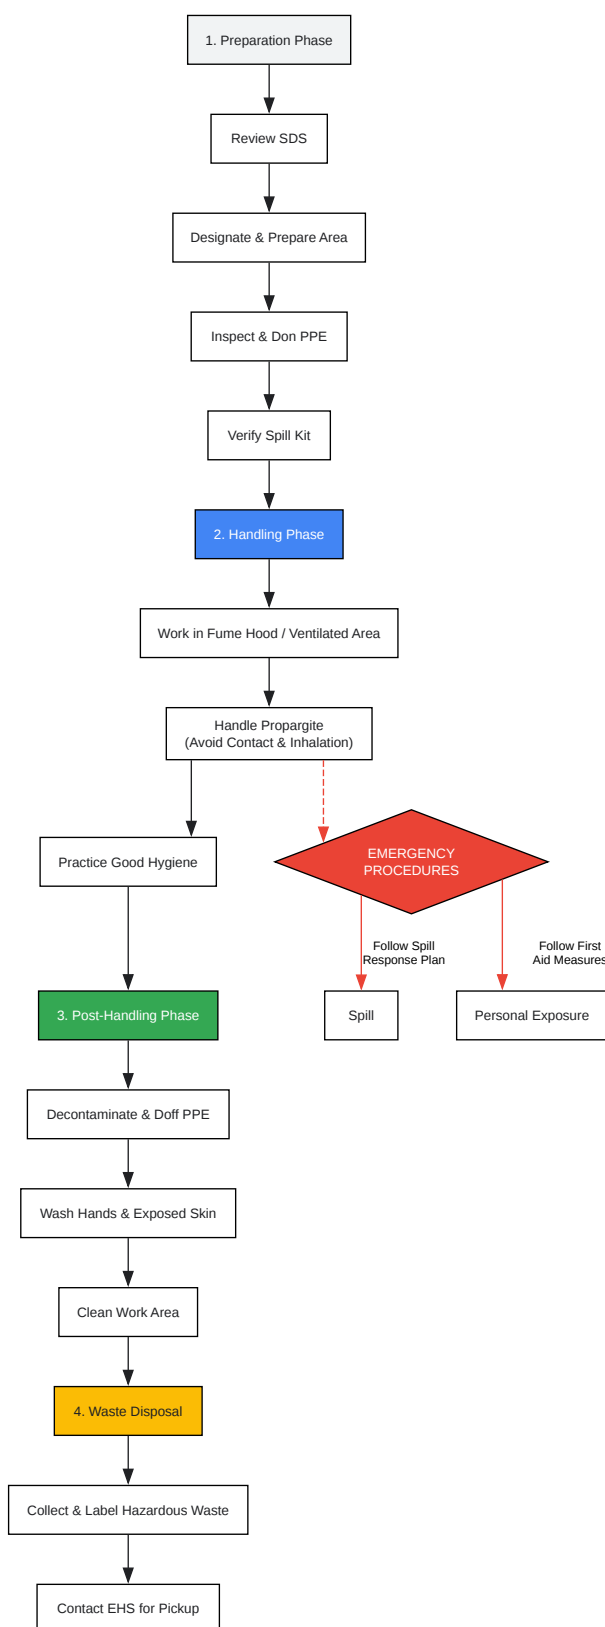 1. Preparation Phase
Review SDS
Designate & Prepare Area
Inspect & Don PPE
Verify Spill Kit
2. Handling Phase
Work in Fume Hood / Ventilated Area
Handle Propargite
(Avoid Contact & Inhalation)
Practice Good Hygiene
EMERGENCY
PROCEDURES
Follow Spill
Response Plan
Follow First
Aid Measures
3. Post-Handling Phase
Spill
Personal Exposure
Decontaminate & Doff PPE
Wash Hands & Exposed Skin
Clean Work Area
4. Waste Disposal
Collect & Label Hazardous Waste
Contact EHS for Pickup